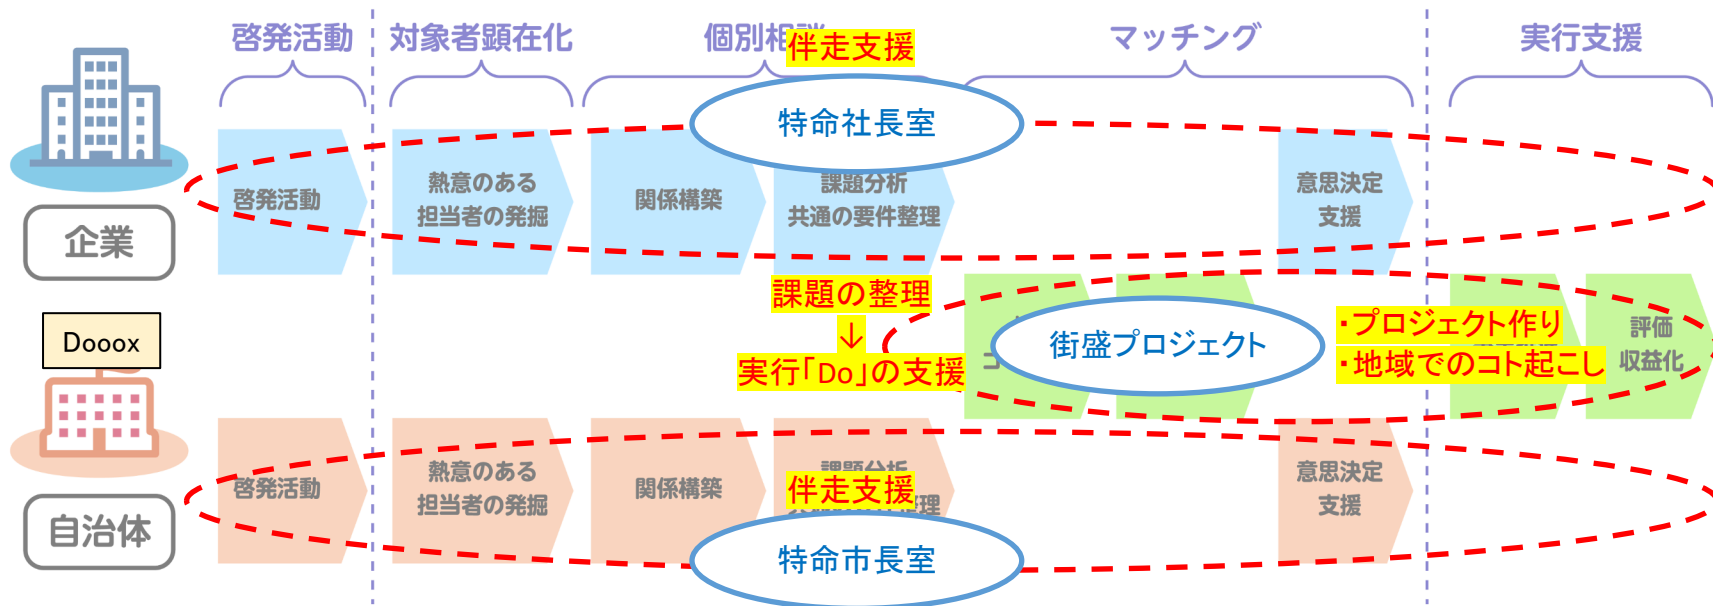 啓発活動
対象者顕在化
個別相談
マッチング
実行支援
伴走支援
特命社長室
企業
啓発活動
熱意のある
担当者の発掘
関係構築
課題分析
共通の要件整理
意思決定
支援
課題の整理
↓
実行「Do」の支援
街盛プロジェクト
・プロジェクト作り
・地域でのコト起こし
評価
収益化
Dooox
自治体
啓発活動
熱意のある
担当者の発掘
関係構築
課題分析
伴走支援
特命市長室
意思決定
支援